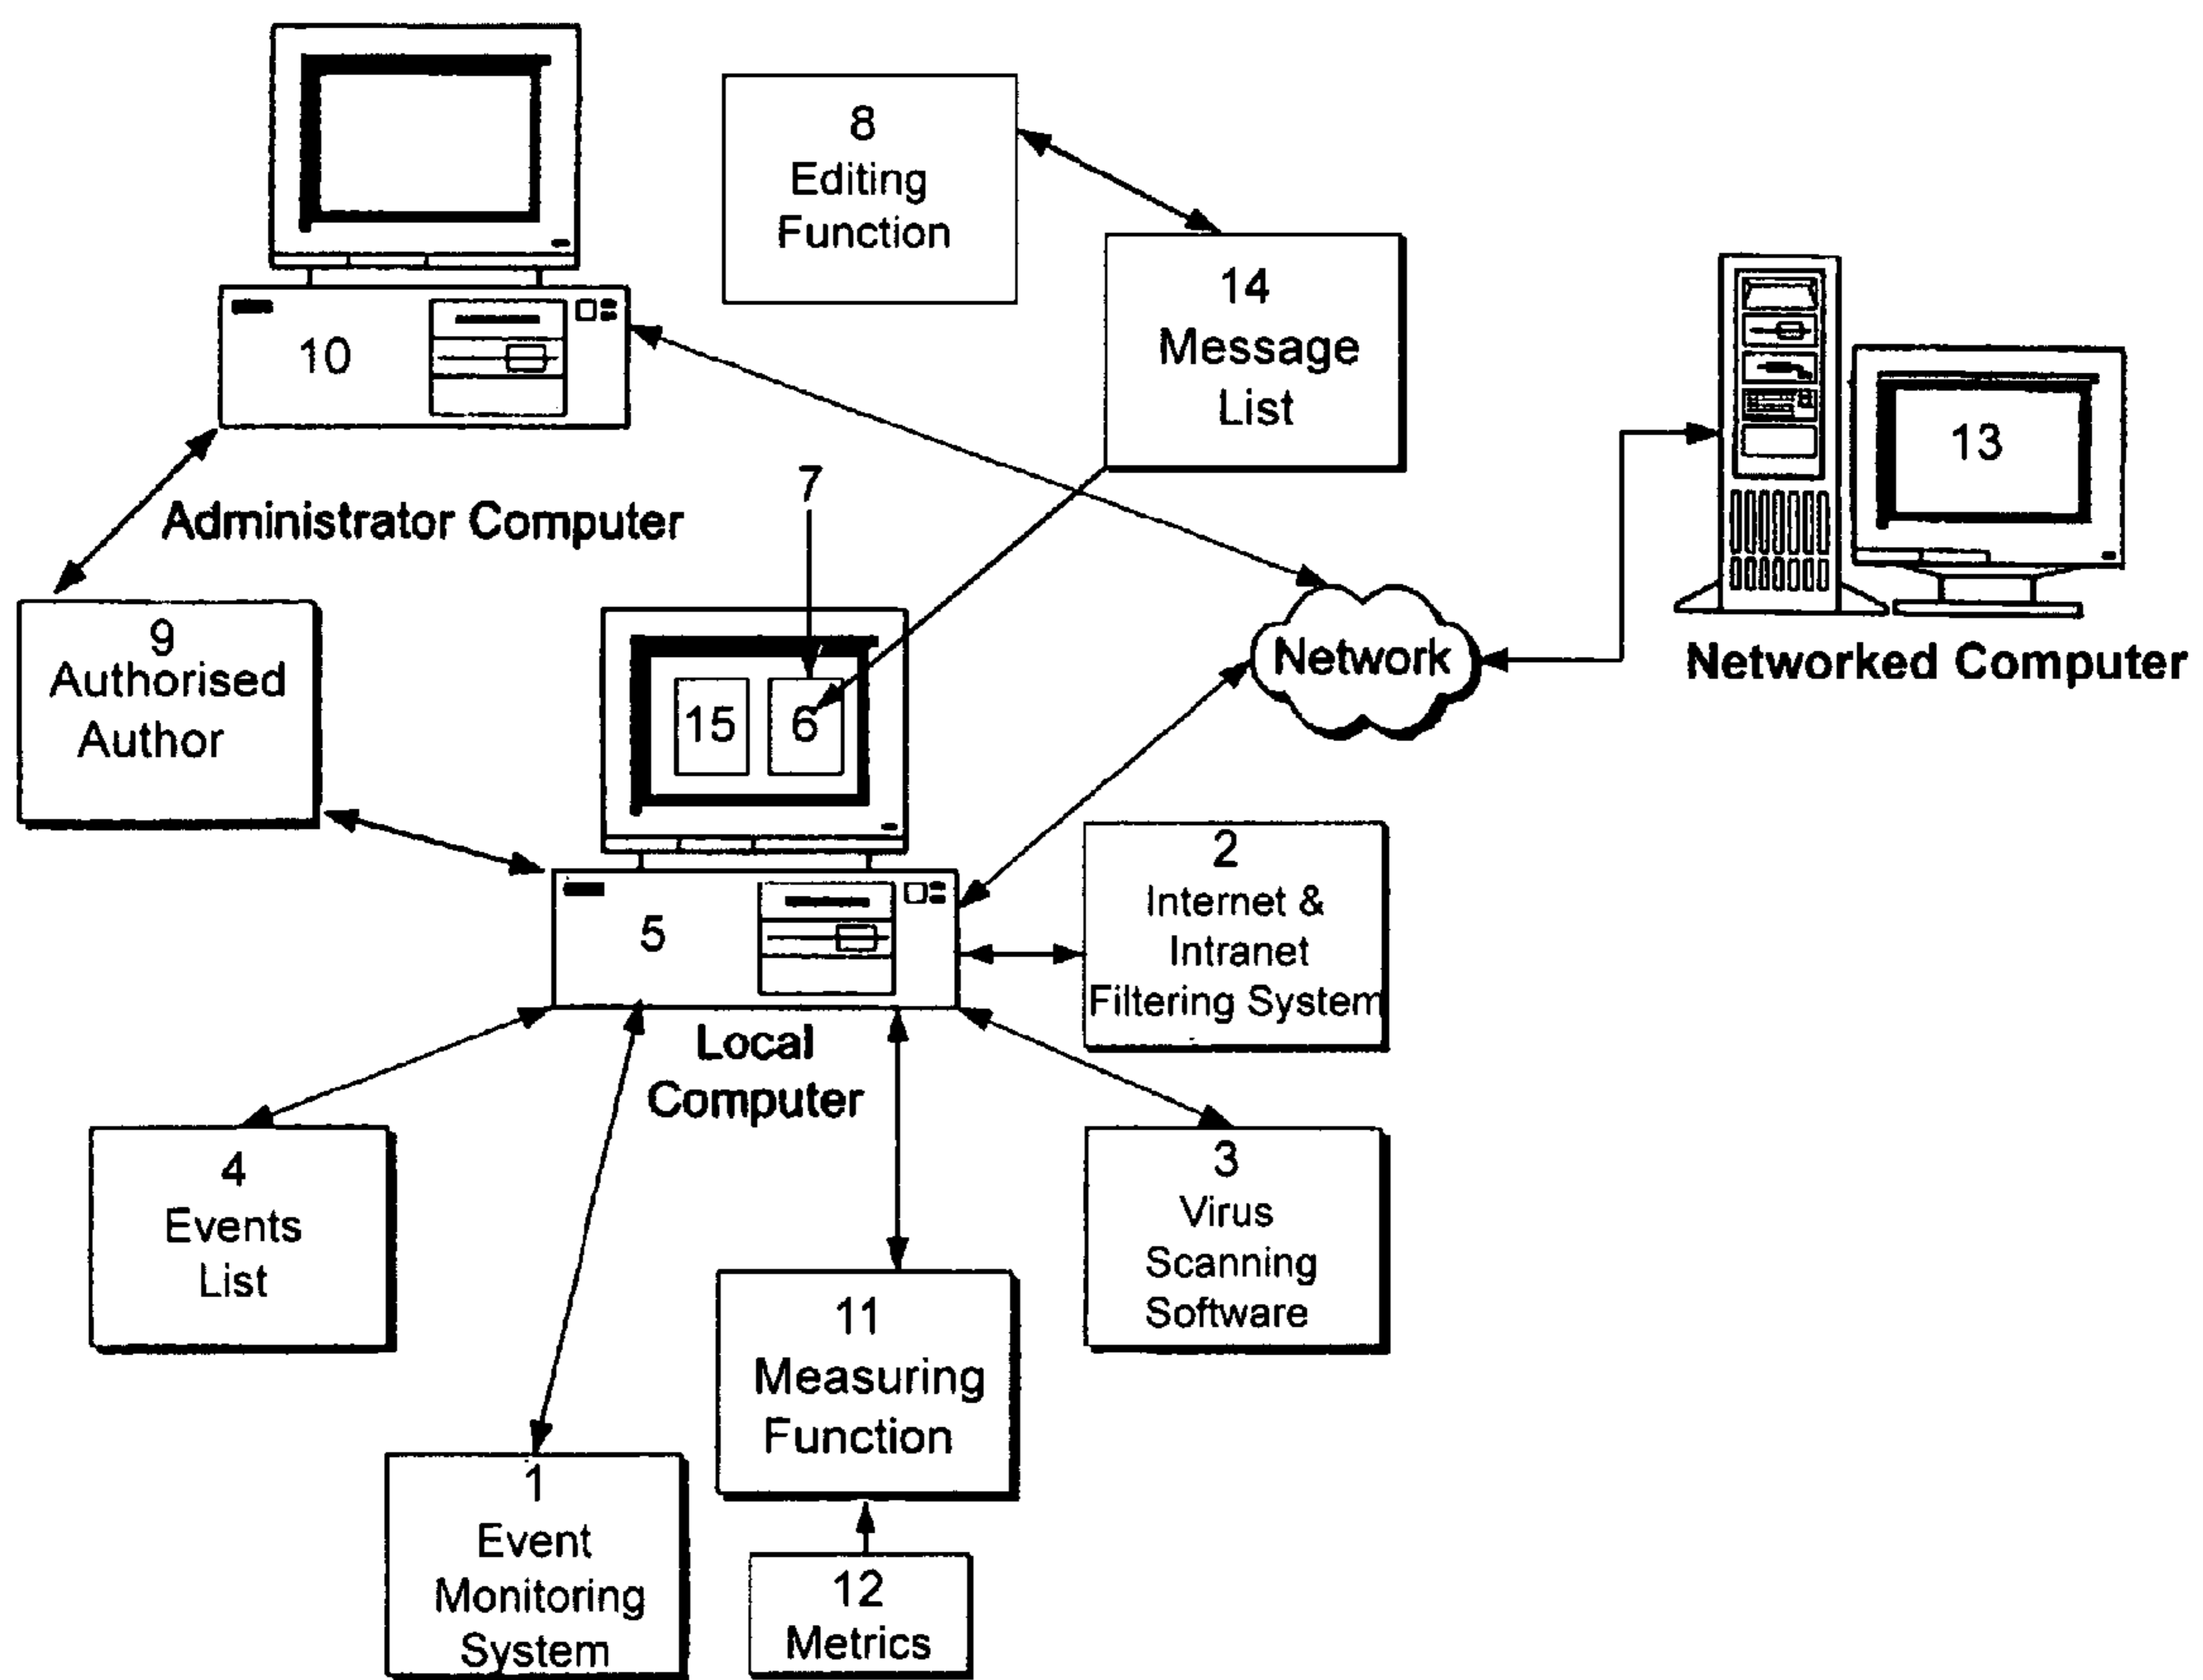 8
Editing
Function
14
Message
List
10
13
7
Administrator Computer
9
Authorised
Author
Network
Networked Computer
15
6
2
Internet &
Intranet
Filtering System
5
Local
Computer
4
Events
List
3
Virus
Scanning
Software
11
Measuring
Function
1
Event
Monitoring
System
12
Metrics